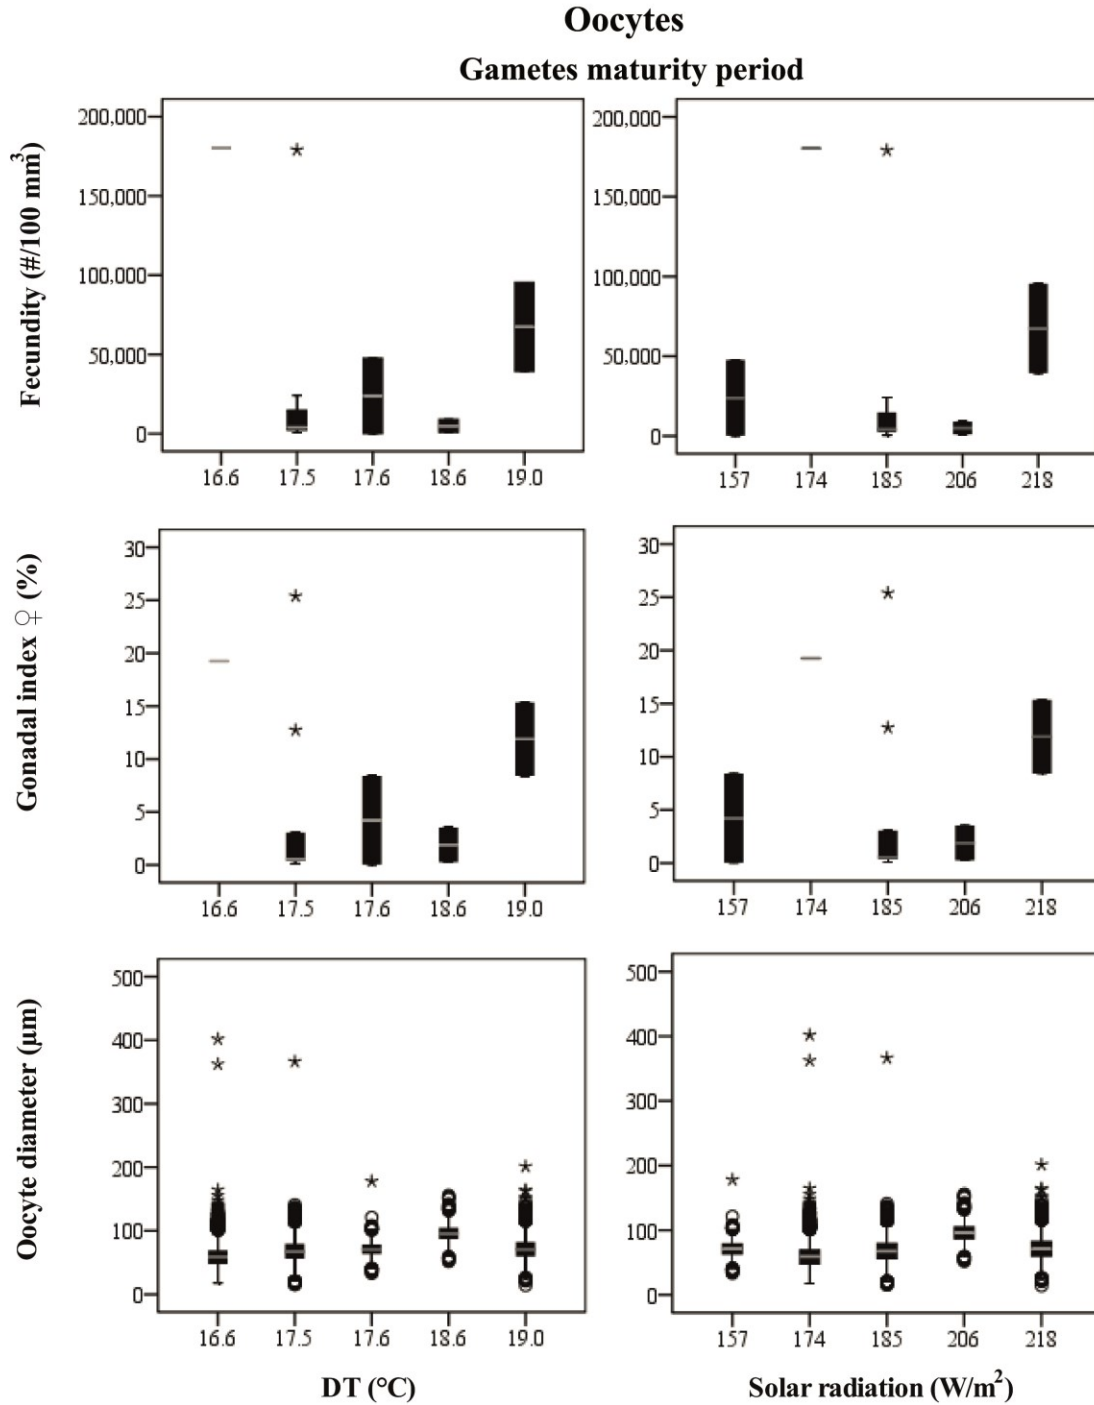 Oocytes
Gametes maturity period
Fecundity (#/100 mm³)
200,000
150,000
100,000
50,000
0
16.6 17.5 17.6 18.6 19.0
200,000
150,000
100,000
50,000
0
157 174 185 206 218
Gonadal index ♀ (%)
30
25
20
15
10
5
0
16.6 17.5 17.6 18.6 19.0
30
25
20
15
10
5
0
157 174 185 206 218
Oocyte diameter (µm)
500
400
300
200
100
0
16.6 17.5 17.6 18.6 19.0
500
400
300
200
100
0
157 174 185 206 218
DT (°C)
Solar radiation (W/m²)